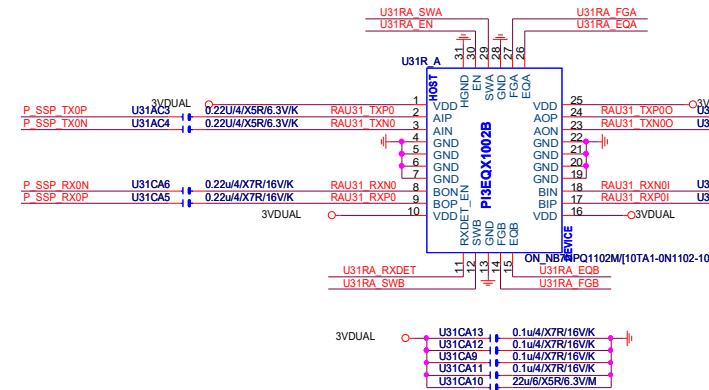 U31RA_SWA U31RA_FGA
U31RA_EN U31RA_EQA
U31R_A
31 30 29 28 27 26
HOST
HGND EN SWA GND FGA EQA
3VDUAL 1 VDD VDD 25
P_SSP_TX0P U31AC3 0.22U/4/X5R/6.3V/K RAU31_TXP0 2 AIP AOP 24 RAU31_TXP0O
P_SSP_TX0N U31AC4 0.22U/4/X5R/6.3V/K RAU31_TXN0 3 AIN AON 23 RAU31_TXN0O
4 GND GND 22
5 GND GND 21
6 GND GND 20
7 GND GND 19
P_SSP_RX0N U31CA6 0.22u/4/X7R/16V/K RAU31_RXN0 8 BON BIN 18 RAU31_RXN0I
P_SSP_RX0P U31CA5 0.22u/4/X7R/16V/K RAU31_RXP0 9 BOP BIP 17 RAU31_RXP0I
3VDUAL 10 VDD VDD 16 3VDUAL
PI3EQX1002B
RXDET_EN SWB GND FGB EQB
DEVICE
11 12 13 14 15
U31RA_RXDET U31RA_EQB
U31RA_SWB U31RA_FGB
3VDUAL
U31CA13 0.1u/4/X7R/16V/K
U31CA12 0.1u/4/X7R/16V/K
U31CA9 0.1u/4/X7R/16V/K
U31CA11 0.1u/4/X7R/16V/K
U31CA10 22u/6/X5R/6.3V/M